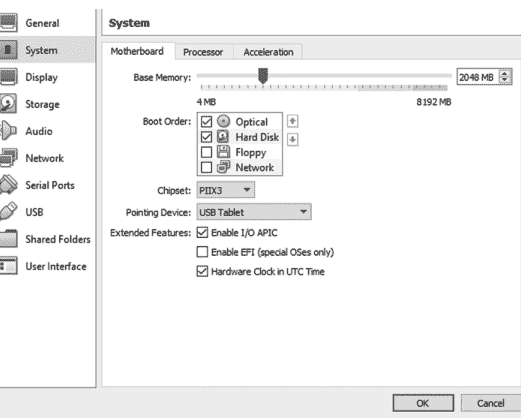 General
System
Display
Storage
Audio
Network
Serial Ports
USB
Shared Folders
User Interface
System
Motherboard Processor Acceleration
Base Memory: 2048 MB
4 MB 8192 MB
Boot Order: Optical
Hard Disk
Floppy
Network
Chipset: PIIX3
Pointing Device: USB Tablet
Extended Features: Enable I/O APIC
Enable EFI (special OSes only)
Hardware Clock in UTC Time
OK Cancel